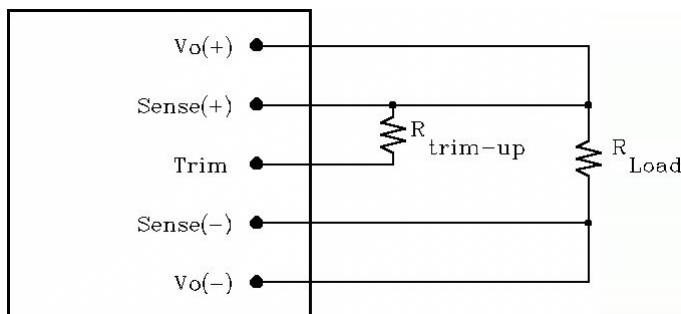 Vo(+)
Sense(+)
R trim-up
Trim
R Load
Sense(-)
Vo(-)